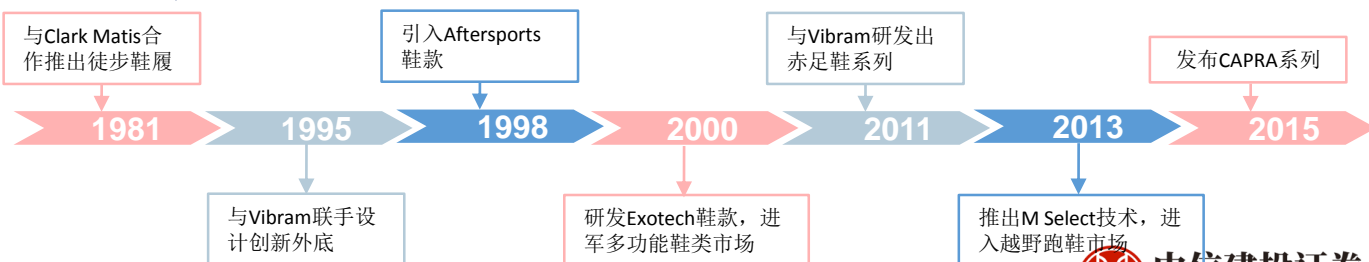 与Clark Matis合
作推出徒步鞋履
引入Aftersports
鞋款
与Vibram研发出
赤足鞋系列
发布CAPRA系列
1981
1995
1998
2000
2011
2013
2015
与Vibram联手设
计创新外底
研发Exotech鞋款，进
军多功能鞋类市场
推出M Select技术，进
入越野跑鞋市场
中信建投证券